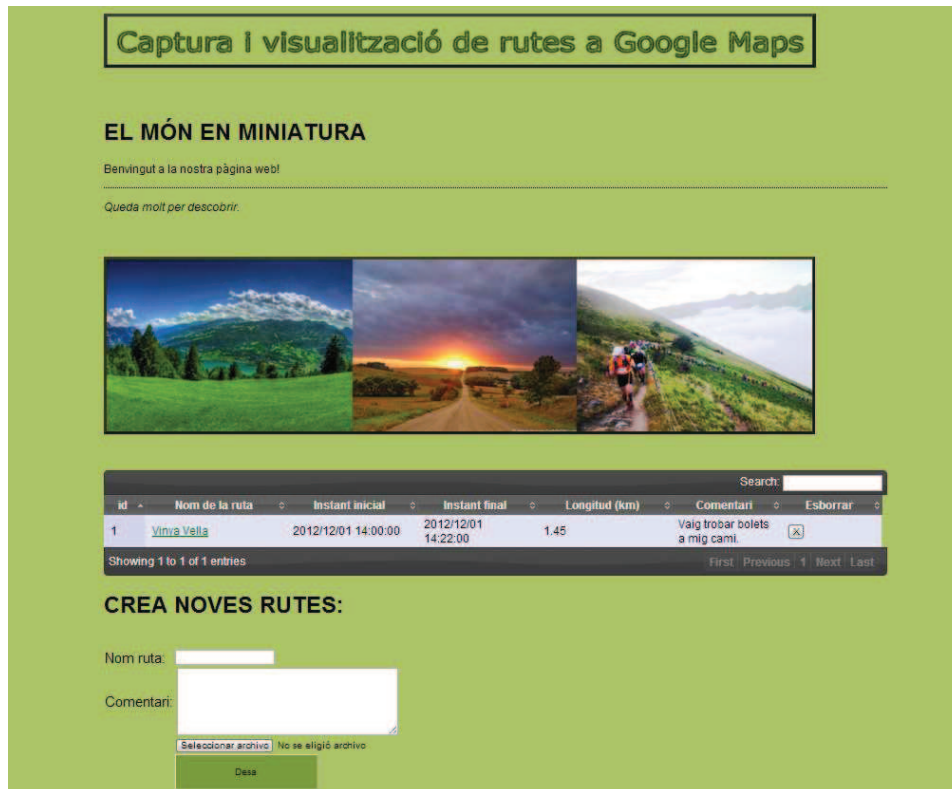 Captura i visualització de rutes a Google Maps
EL MÓN EN MINIATURA
Benvingut a la nostra pàgina web!
Queda molt per descobrir.
Search:
id Nom de la ruta Instant inicial Instant final Longitud (km) Comentari Esborrar
1 Vinya Vella 2012/12/01 14:00:00 2012/12/01 14:22:00 1.45 Vaig trobar bolets a mig camí. X
Showing 1 to 1 of 1 entries First Previous 1 Next Last
CREA NOVES RUTES:
Nom ruta:
Comentari:
Seleccionar archivo No se eligió archivo
Desa